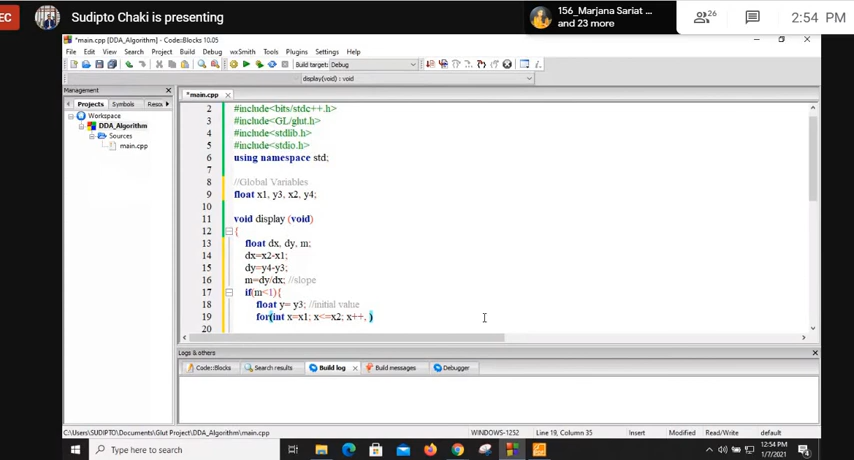 EC
Sudipto Chaki is presenting
156_Marjana Sariat ...
and 23 more
26
2:54 PM
*main.cpp [DDA_Algorithm] - Code::Blocks 10.05
File Edit View Search Project Build Debug wxSmith Tools Plugins Settings Help
Build target: Debug
display(void) : void
Management
Projects Symbols Resou
*main.cpp
Workspace
DDA_Algorithm
Sources
main.cpp
2 #include<bits/stdc++.h>
3 #include<GL/glut.h>
4 #include<stdlib.h>
5 #include<stdio.h>
6 using namespace std;
7
8 //Global Variables
9 float x1, y3, x2, y4;
10
11 void display (void)
12 {
13 float dx, dy, m;
14 dx=x2-x1;
15 dy=y4-y3;
16 m=dy/dx; //slope
17 if(m<1){
18 float y= y3; //initial value
19 for(int x=x1; x<=x2; x++, )
20
Logs & others
Code::Blocks Search results Build log Build messages Debugger
C:\Users\SUDIPTO\Documents\Glut Project\DDA_Algorithm\main.cpp WINDOWS-1252 Line 19, Column 35 Insert Modified Read/Write default
Type here to search
12:54 PM
1/7/2021